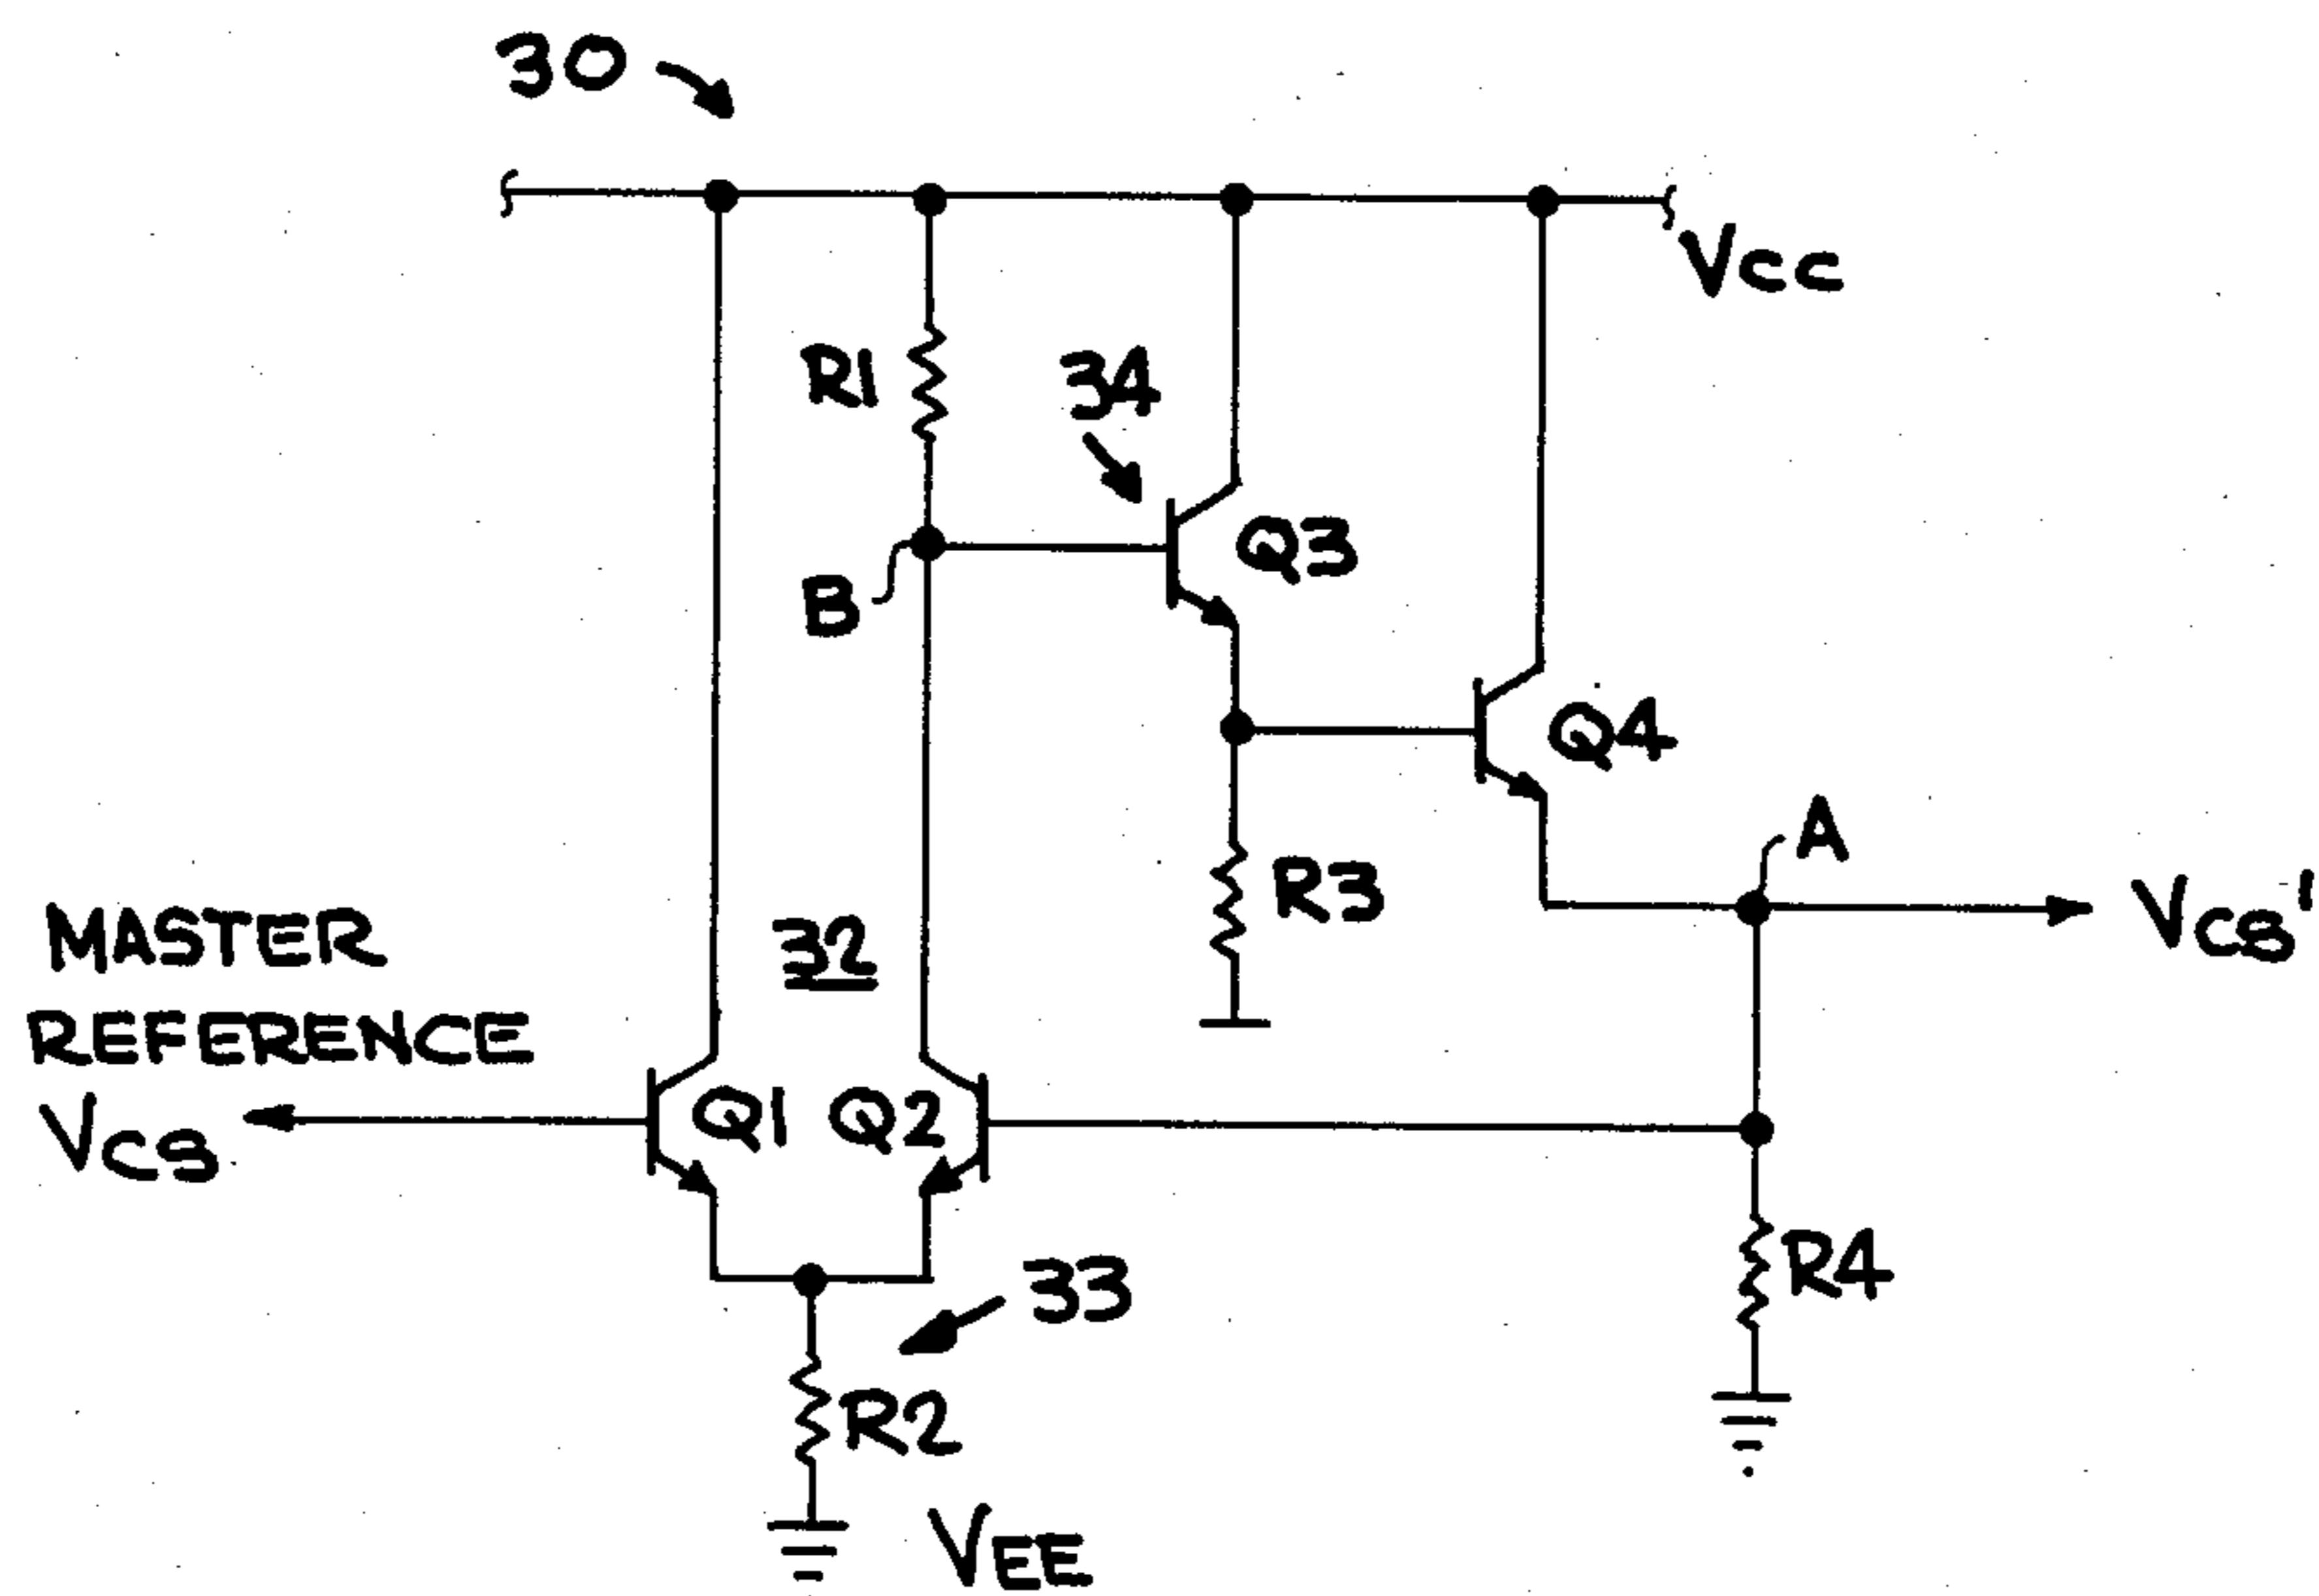 30
Vcc
R1
34
Q3
B
Q4
A
R3
VCS'
MASTER
REFERENCE
VCS
32
Q1
Q2
33
R4
R2
VEE